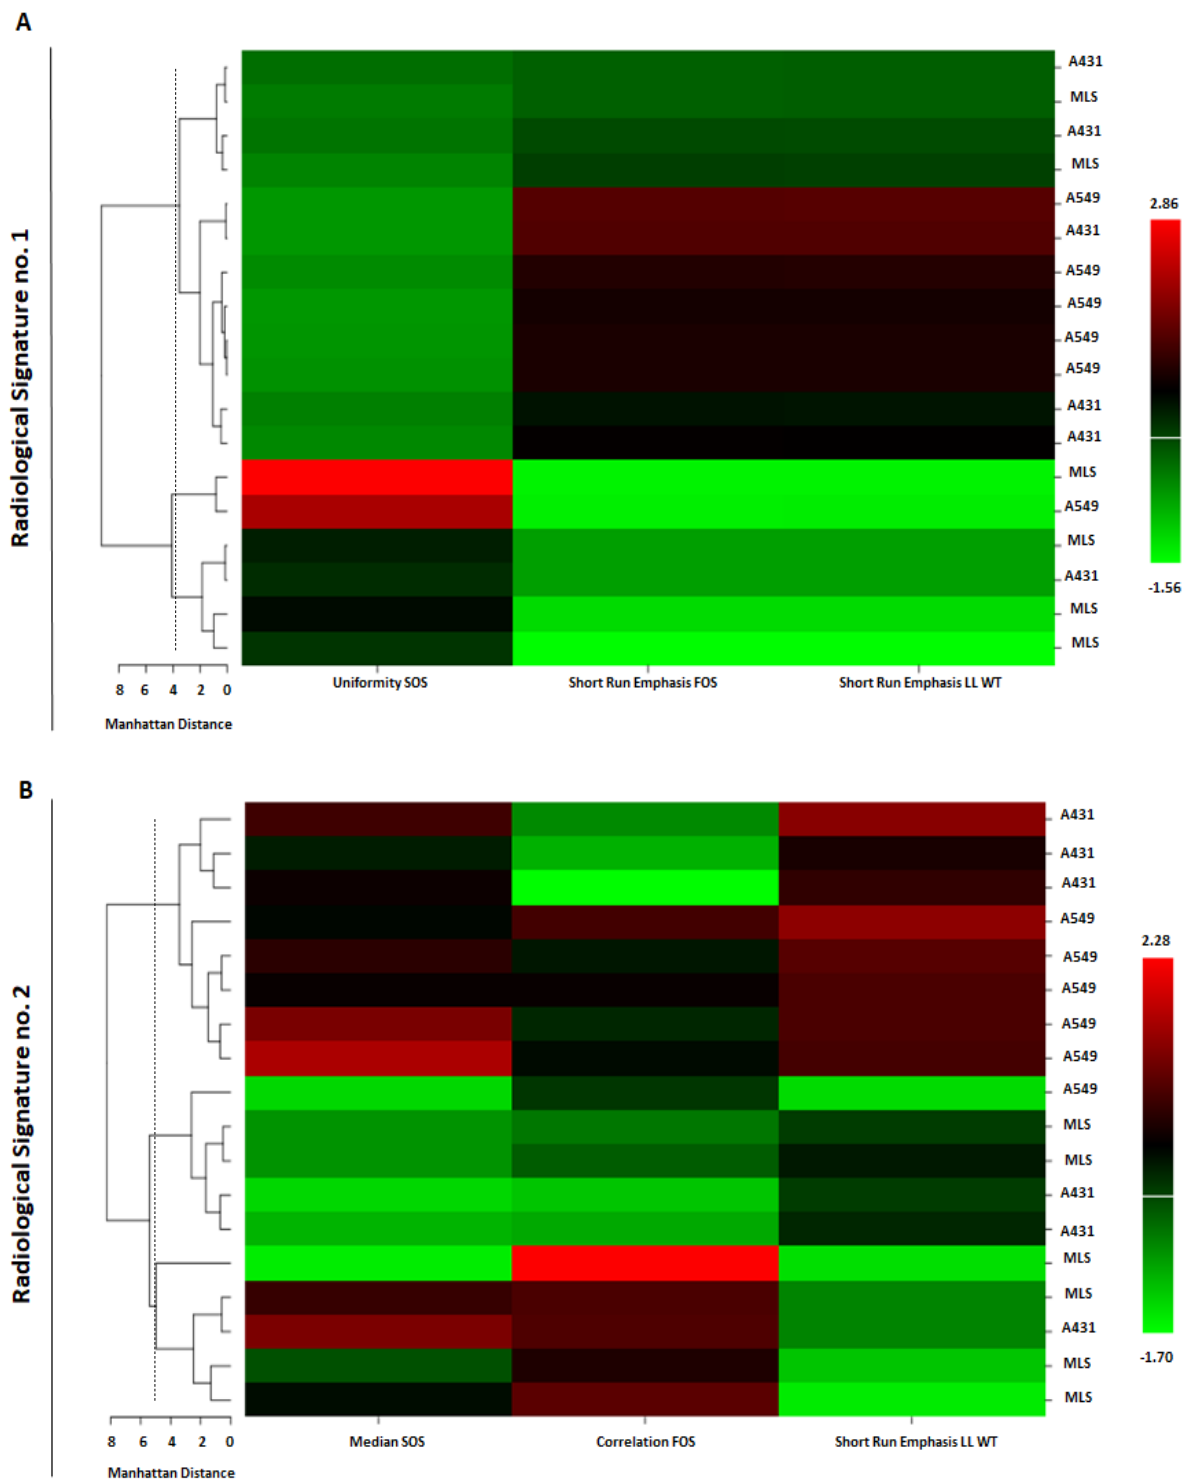 A
Radiological Signature no. 1
A431
MLS
A431
MLS
A549
A431
A549
A549
A549
A549
A431
A431
MLS
A549
MLS
A431
MLS
MLS
2.86
-1.56
8 6 4 2 0
Manhattan Distance
Uniformity SOS
Short Run Emphasis FOS
Short Run Emphasis LL WT
B
Radiological Signature no. 2
A431
A431
A431
A549
A549
A549
A549
A549
A549
MLS
MLS
A431
A431
MLS
MLS
A431
MLS
MLS
2.28
-1.70
8 6 4 2 0
Manhattan Distance
Median SOS
Correlation FOS
Short Run Emphasis LL WT